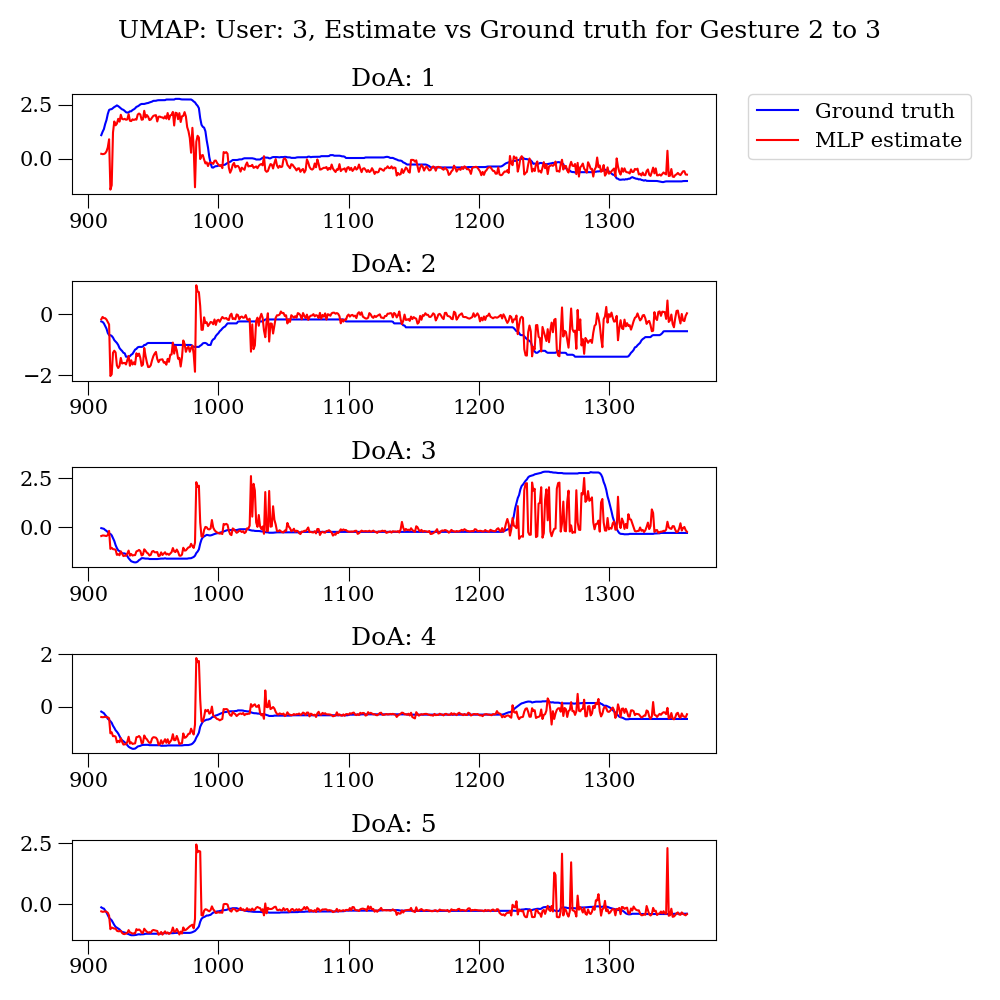 UMAP: User: 3, Estimate vs Ground truth for Gesture 2 to 3
DoA: 1
2.5
0.0
900 1000 1100 1200 1300
Ground truth
MLP estimate
DoA: 2
0
−2
900 1000 1100 1200 1300
DoA: 3
2.5
0.0
900 1000 1100 1200 1300
DoA: 4
2
0
900 1000 1100 1200 1300
DoA: 5
2.5
0.0
900 1000 1100 1200 1300